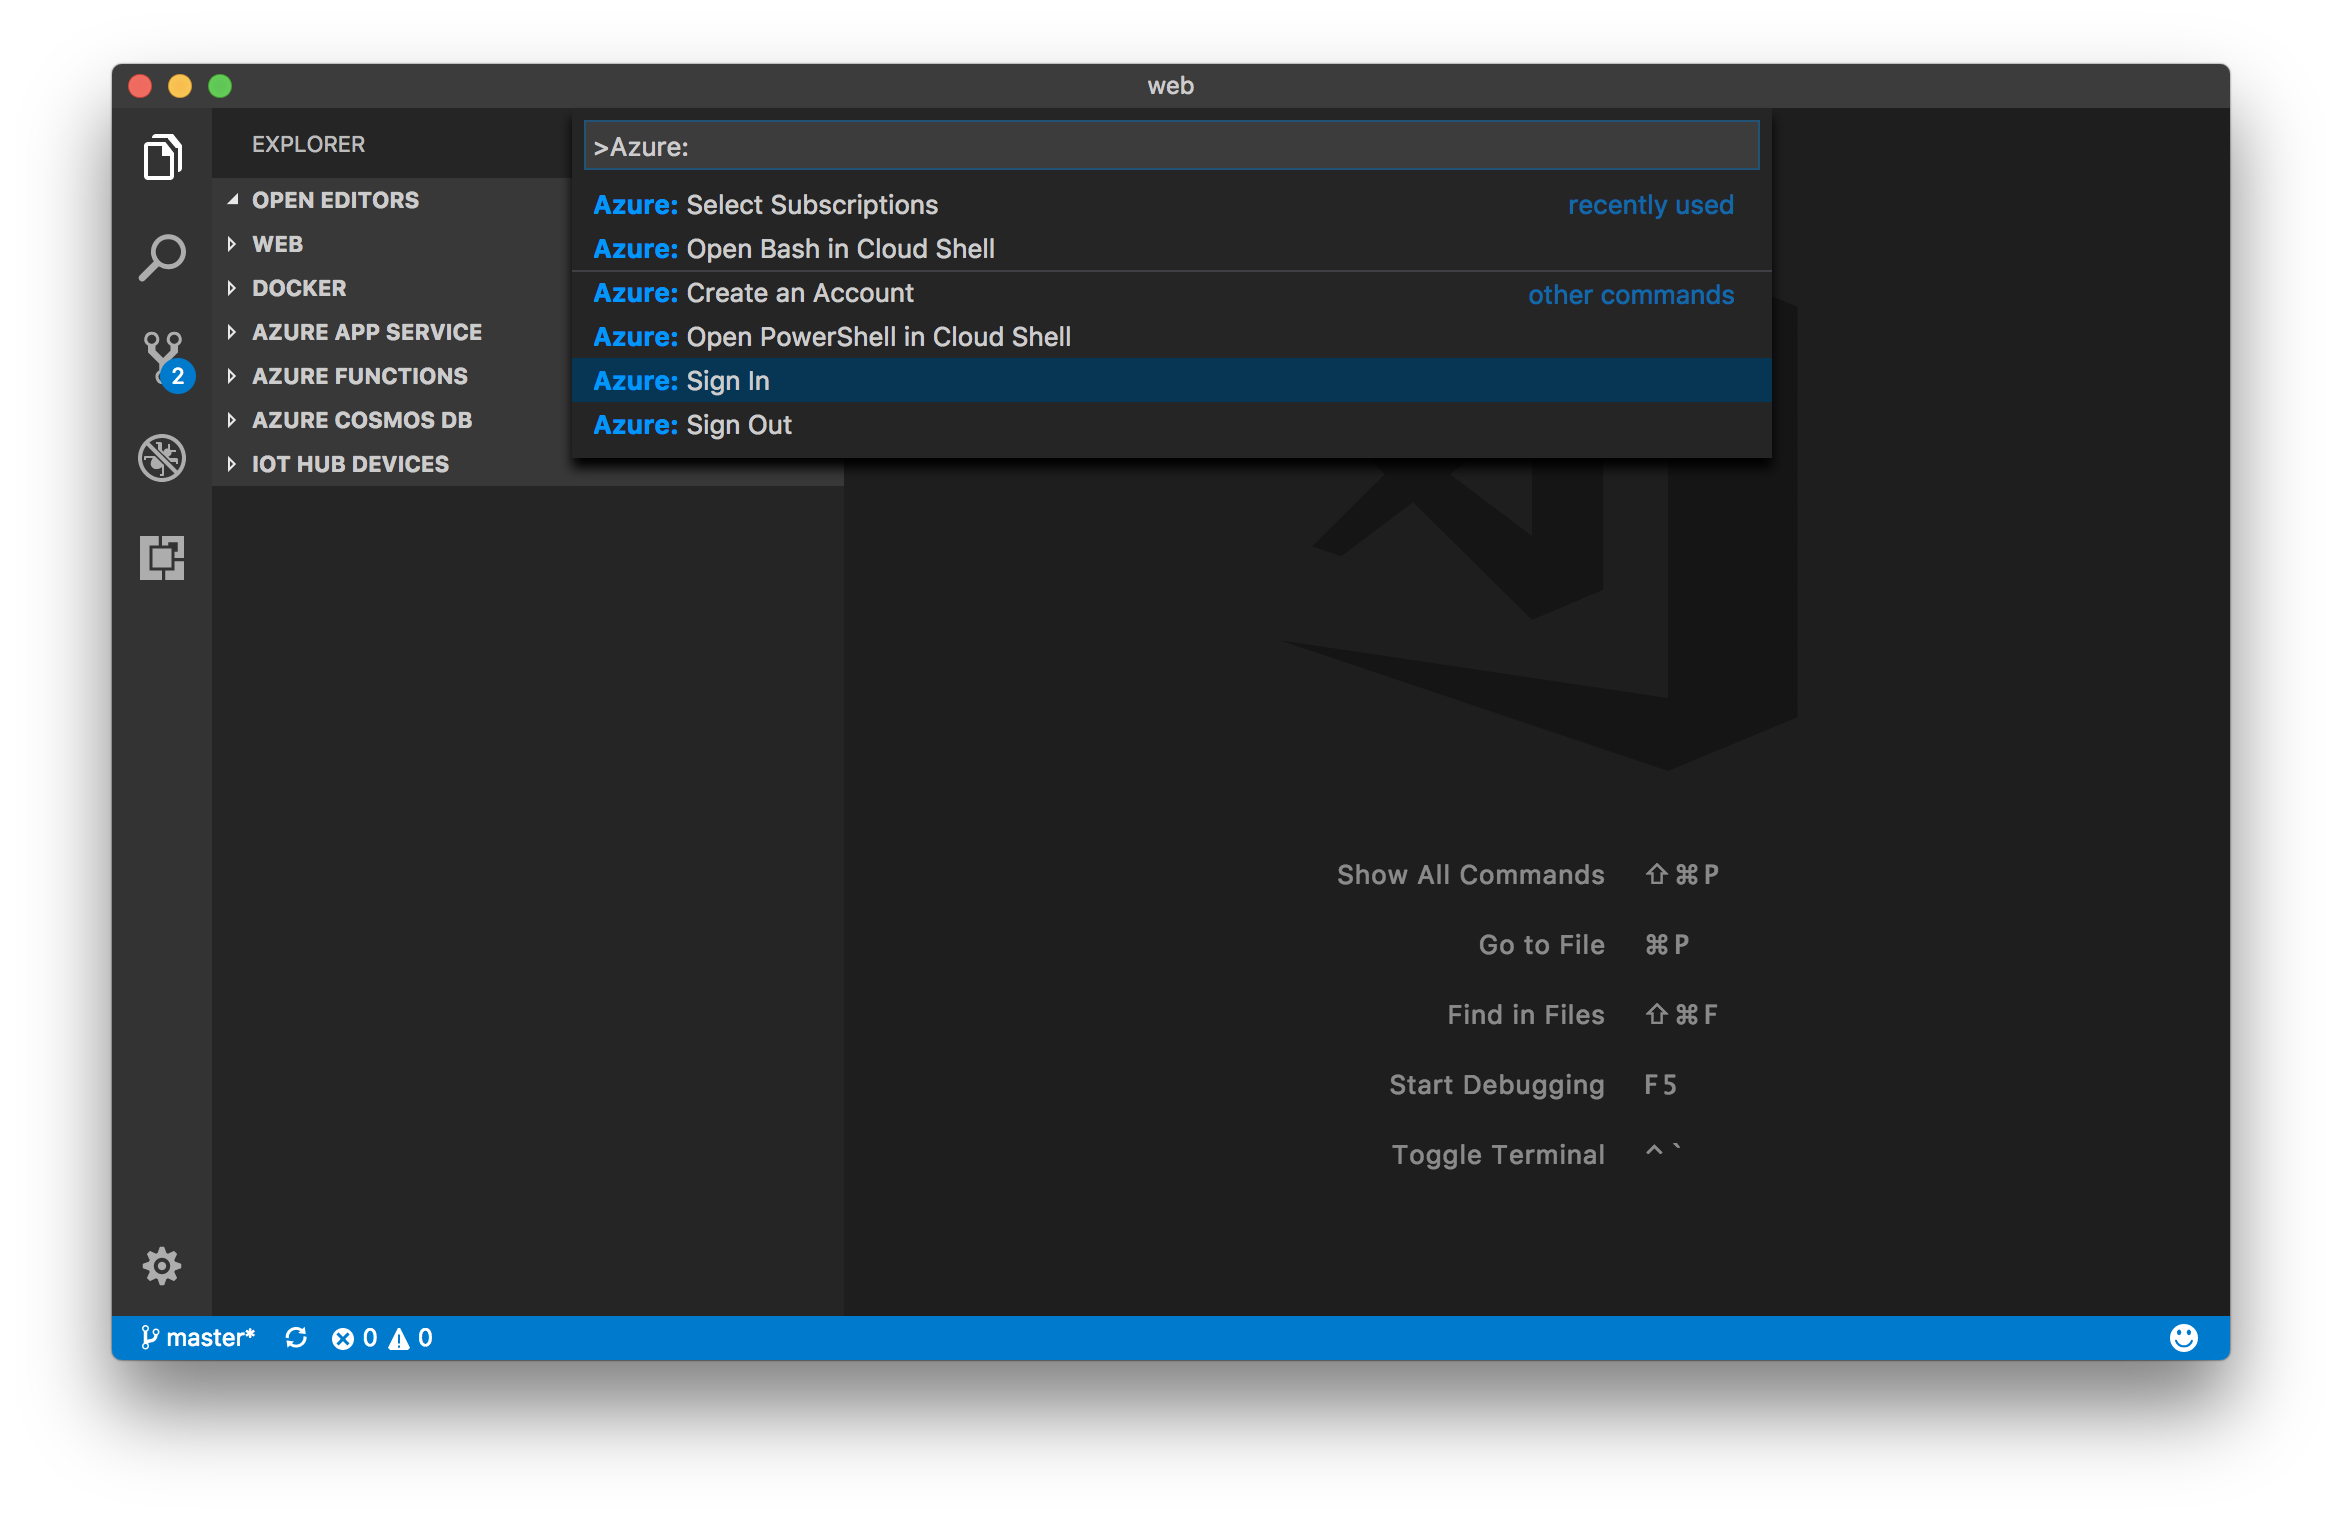 web
EXPLORER
OPEN EDITORS
WEB
DOCKER
AZURE APP SERVICE
AZURE FUNCTIONS
AZURE COSMOS DB
IOT HUB DEVICES
2
>Azure:
Azure: Select Subscriptions recently used
Azure: Open Bash in Cloud Shell
Azure: Create an Account other commands
Azure: Open PowerShell in Cloud Shell
Azure: Sign In
Azure: Sign Out
Show All Commands ⇧⌘P
Go to File ⌘P
Find in Files ⇧⌘F
Start Debugging F5
Toggle Terminal ^`
master* 0 0